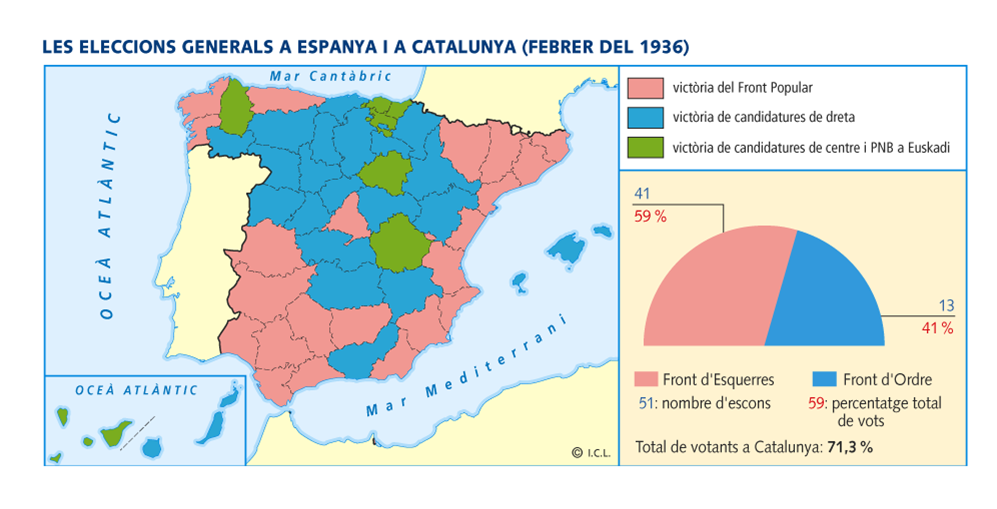 LES ELECCIONS GENERALS A ESPANYA I A CATALUNYA (FEBRER DEL 1936)
Mar Cantàbric
OCEÀ ATLÀNTIC
Mar Mediterrani
OCEÀ ATLÀNTIC
© I.C.L.
victòria del Front Popular
victòria de candidatures de dreta
victòria de candidatures de centre i PNB a Euskadi
41
59 %
13
41 %
Front d'Esquerres
Front d'Ordre
51: nombre d'escons
59: percentatge total
de vots
Total de votants a Catalunya: 71,3 %